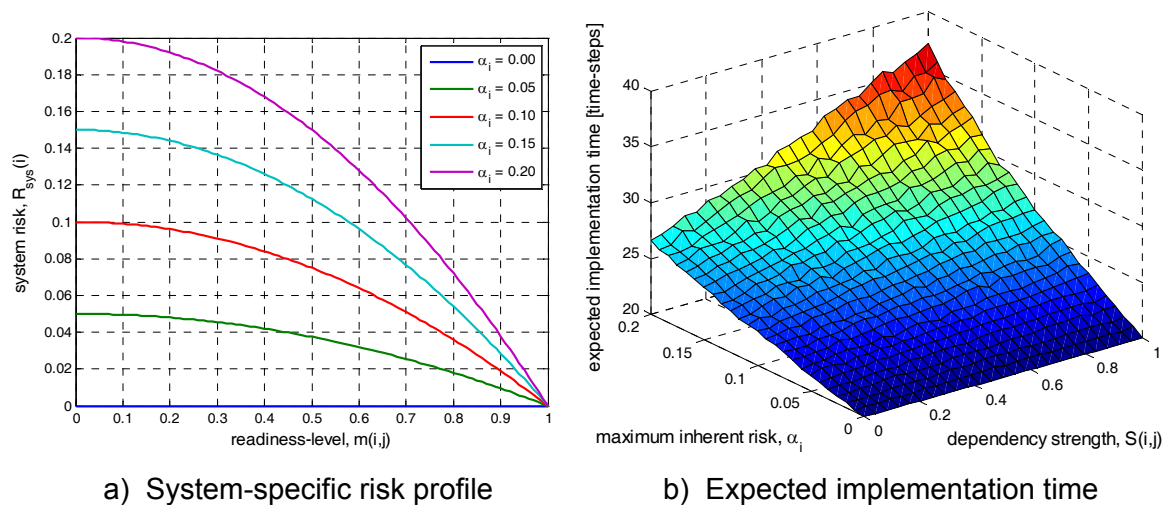 0.2
0.18
0.16
0.14
0.12
0.1
0.08
0.06
0.04
0.02
0
system risk, R_sys(i)
0 0.1 0.2 0.3 0.4 0.5 0.6 0.7 0.8 0.9 1
readiness-level, m(i,j)
α_i = 0.00
α_i = 0.05
α_i = 0.10
α_i = 0.15
α_i = 0.20
a) System-specific risk profile
expected implementation time [time-steps]
40
35
30
25
20
0.2
0.15
0.1
0.05
0
maximum inherent risk, α_i
0
0.2
0.4
0.6
0.8
1
dependency strength, S(i,j)
b) Expected implementation time